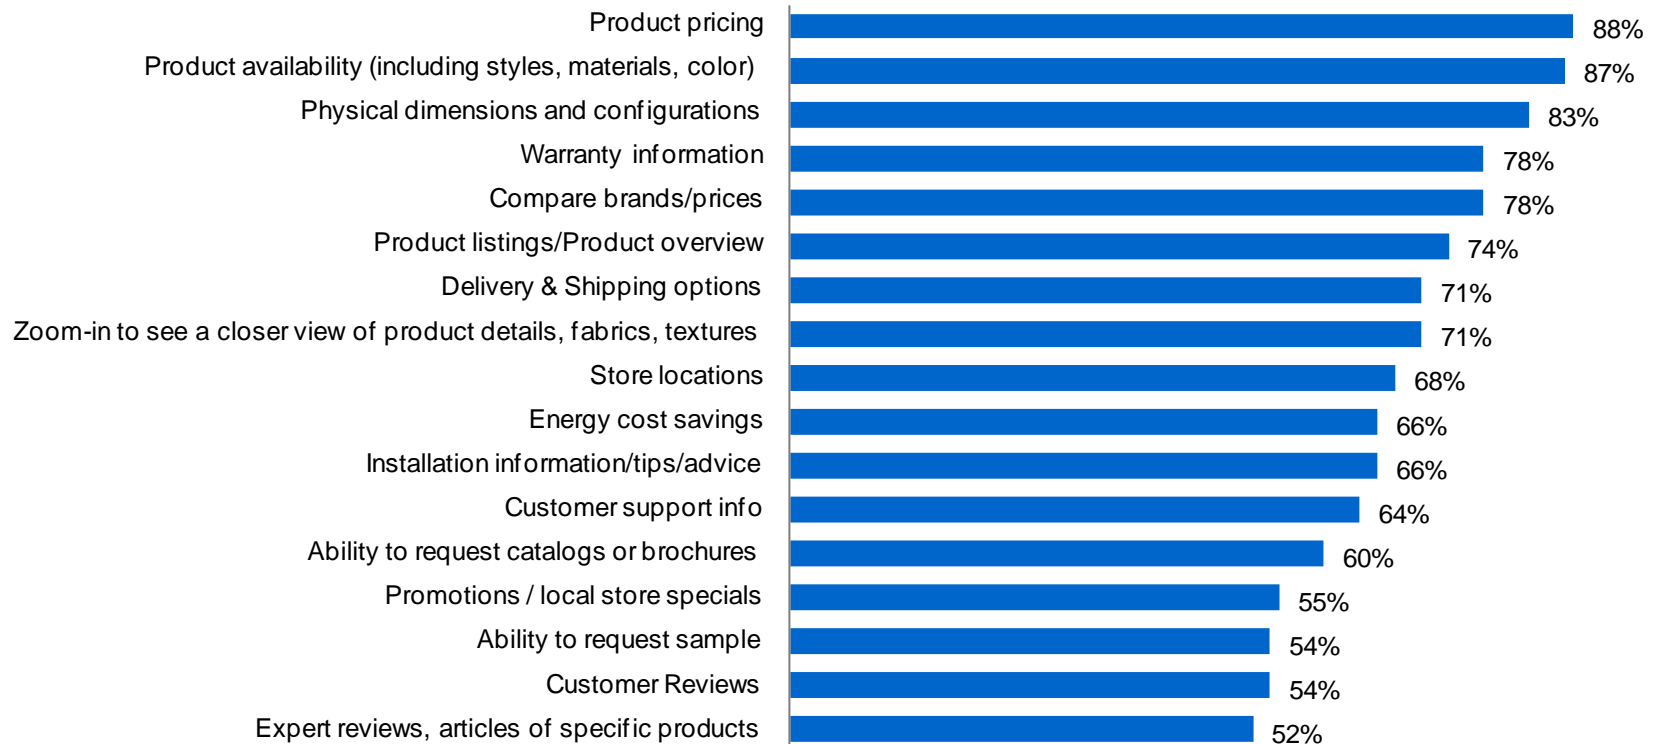 Product pricing 88%
Product availability (including styles, materials, color) 87%
Physical dimensions and configurations 83%
Warranty information 78%
Compare brands/prices 78%
Product listings/Product overview 74%
Delivery & Shipping options 71%
Zoom-in to see a closer view of product details, fabrics, textures 71%
Store locations 68%
Energy cost savings 66%
Installation information/tips/advice 66%
Customer support info 64%
Ability to request catalogs or brochures 60%
Promotions / local store specials 55%
Ability to request sample 54%
Customer Reviews 54%
Expert reviews, articles of specific products 52%